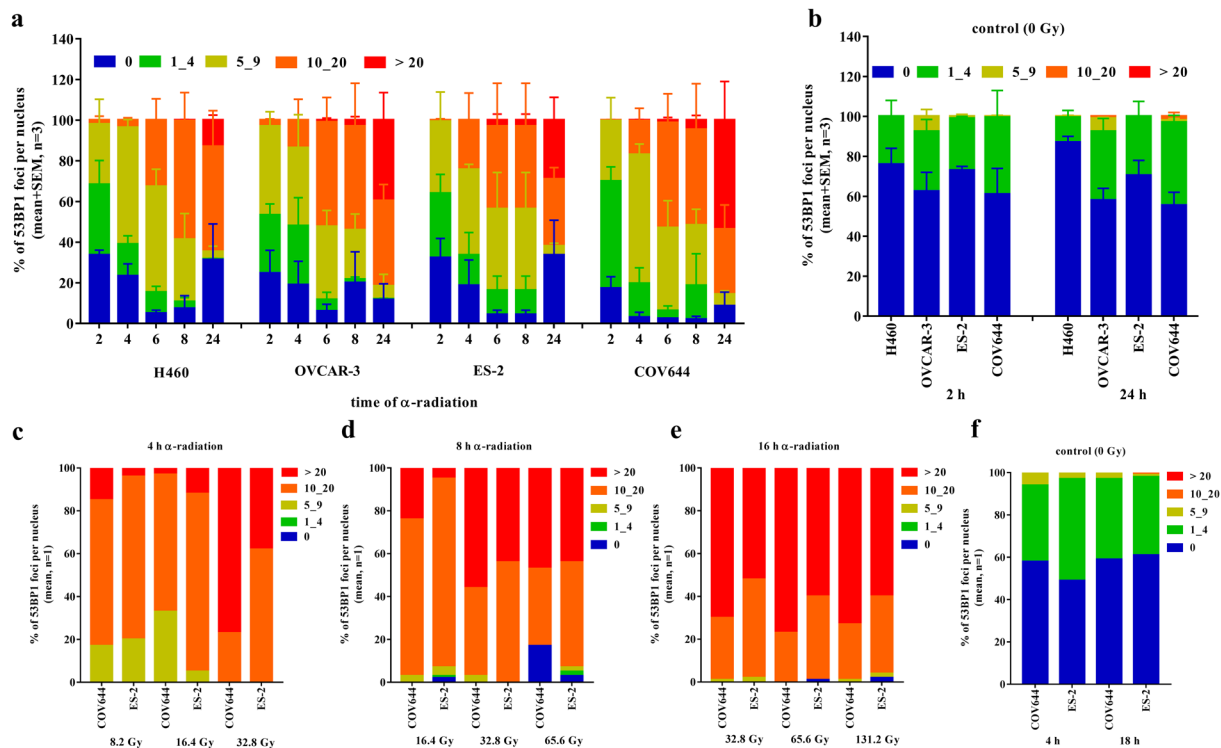 a
% of 53BP1 foci per nucleus
(mean+SEM, n=3)
140
120
100
80
60
40
20
0
0 1_4 5_9 10_20 > 20
2 4 6 8 24 2 4 6 8 24 2 4 6 8 24 2 4 6 8 24
H460 OVCAR-3 ES-2 COV644
time of α-radiation
b
control (0 Gy)
% of 53BP1 foci per nucleus
(mean+SEM, n=3)
140
120
100
80
60
40
20
0
0 1_4 5_9 10_20 > 20
H460 OVCAR-3 ES-2 COV644 H460 OVCAR-3 ES-2 COV644
2 h 24 h
c
4 h α-radiation
% of 53BP1 foci per nucleus
(mean, n=1)
100
80
60
40
20
0
> 20
10_20
5_9
1_4
0
COV644 ES-2 COV644 ES-2 COV644 ES-2
8.2 Gy 16.4 Gy 32.8 Gy
d
8 h α-radiation
% of 53BP1 foci per nucleus
(mean, n=1)
100
80
60
40
20
0
> 20
10_20
5_9
1_4
0
COV644 ES-2 COV644 ES-2 COV644 ES-2
16.4 Gy 32.8 Gy 65.6 Gy
e
16 h α-radiation
% of 53BP1 foci per nucleus
(mean, n=1)
100
80
60
40
20
0
> 20
10_20
5_9
1_4
0
COV644 ES-2 COV644 ES-2 COV644 ES-2
32.8 Gy 65.6 Gy 131.2 Gy
f
control (0 Gy)
% of 53BP1 foci per nucleus
(mean, n=1)
100
80
60
40
20
0
> 20
10_20
5_9
1_4
0
COV644 ES-2 COV644 ES-2
4 h 18 h